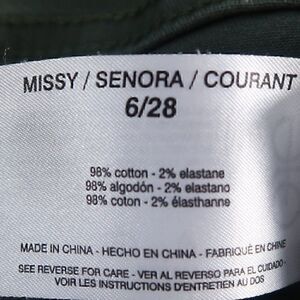 MISSY / SENORA / COURANT
6/28
98% cotton - 2% elastane
98% algodón - 2% elastano
98% coton - 2% élasthanne
MADE IN CHINA - HECHO EN CHINA - FABRIQUÉ EN CHINE
SEE REVERSE FOR CARE - VER AL REVERSO PARA EL CUIDADO -
VOIR LES INSTRUCTIONS D'ENTRETIEN AU DOS